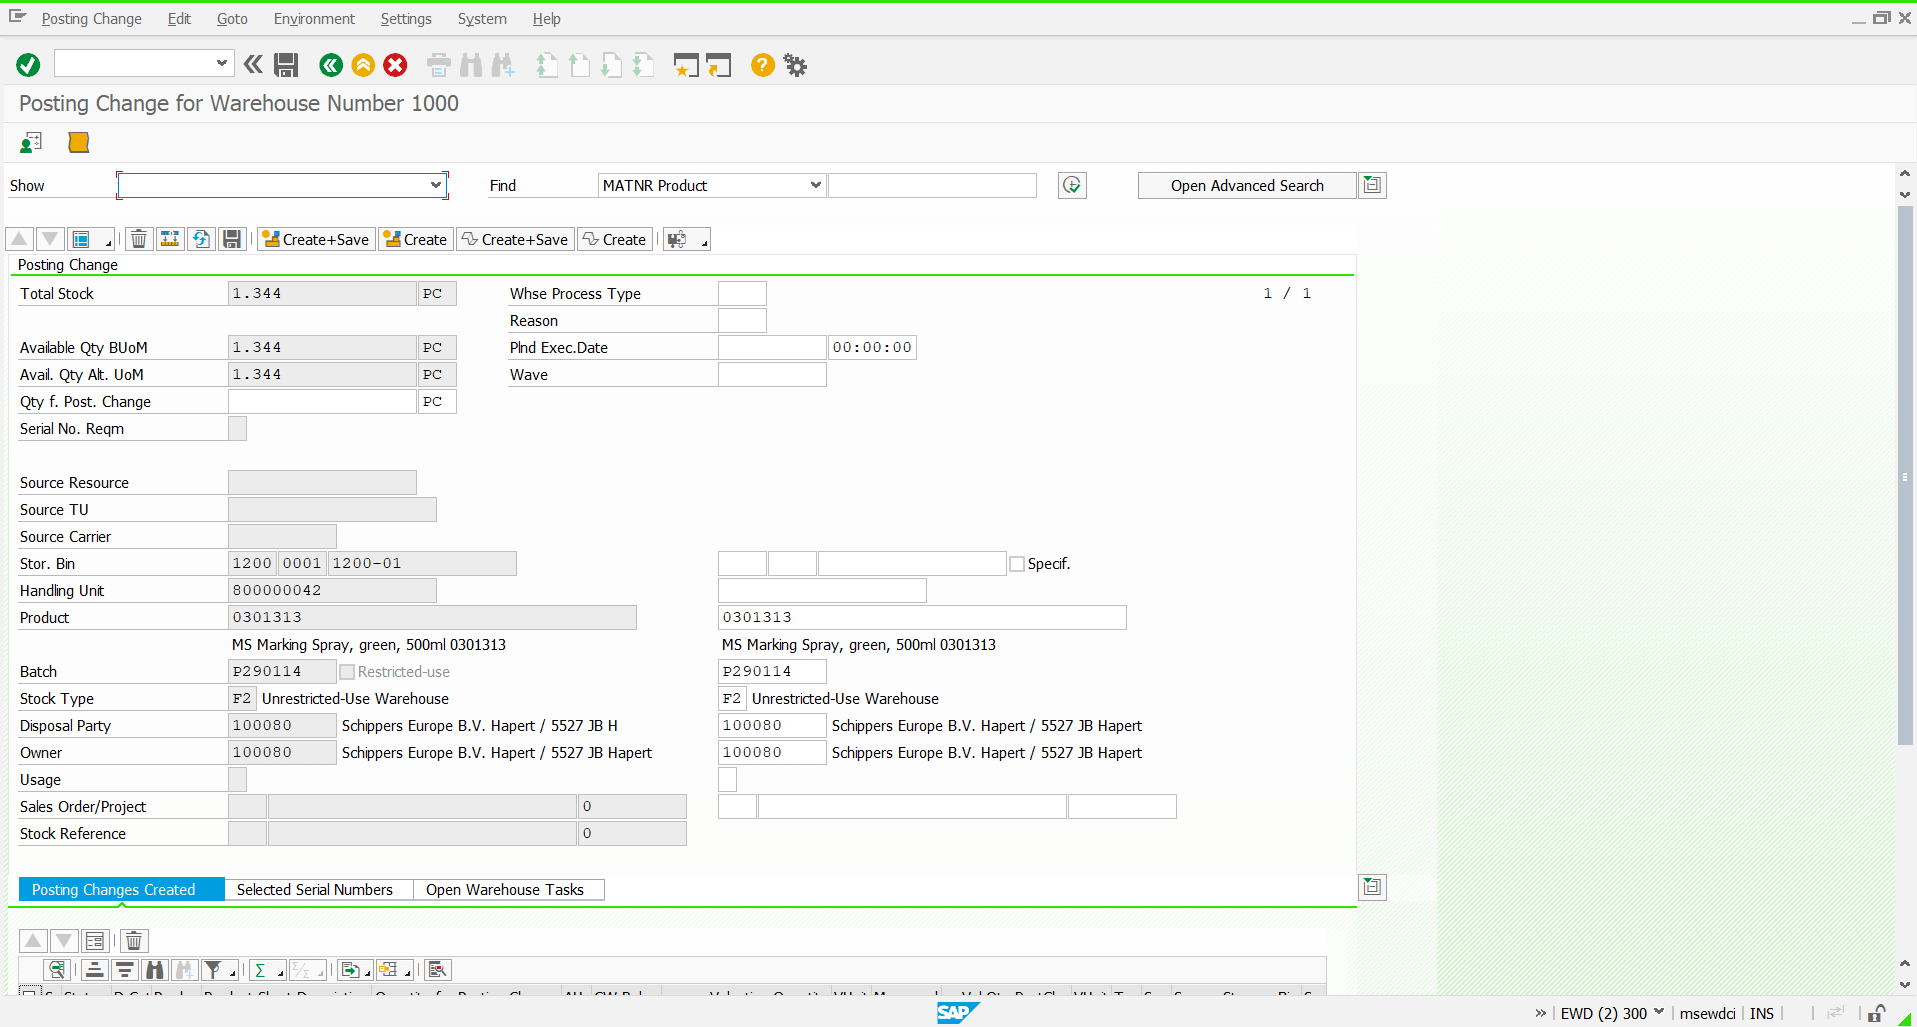 Posting Change Edit Goto Environment Settings System Help
Posting Change for Warehouse Number 1000
Show Find MATNR Product Open Advanced Search
Create+Save Create Create+Save Create
Posting Change
Total Stock 1.344 PC Whse Process Type 1 / 1
Reason
Available Qty BUoM 1.344 PC Plnd Exec.Date 00:00:00
Avail. Qty Alt. UoM 1.344 PC Wave
Qty f. Post. Change PC
Serial No. Reqm
Source Resource
Source TU
Source Carrier
Stor. Bin 1200 0001 1200-01 Specif.
Handling Unit 800000042
Product 0301313 0301313
MS Marking Spray, green, 500ml 0301313 MS Marking Spray, green, 500ml 0301313
Batch P290114 Restricted-use P290114
Stock Type F2 Unrestricted-Use Warehouse F2 Unrestricted-Use Warehouse
Disposal Party 100080 Schippers Europe B.V. Hapert / 5527 JB H 100080 Schippers Europe B.V. Hapert / 5527 JB Hapert
Owner 100080 Schippers Europe B.V. Hapert / 5527 JB Hapert 100080 Schippers Europe B.V. Hapert / 5527 JB Hapert
Usage
Sales Order/Project 0
Stock Reference 0
Posting Changes Created Selected Serial Numbers Open Warehouse Tasks
SAP EWD (2) 300 msewdci INS